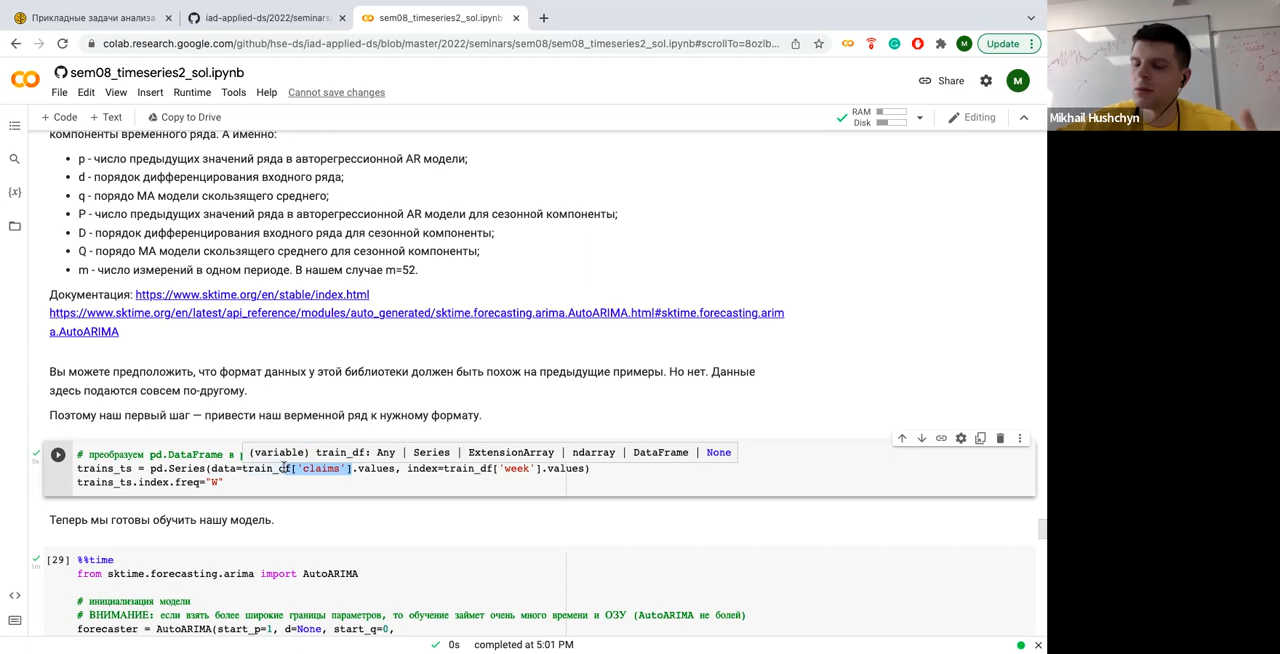 Прикладные задачи анализа
iad-applied-ds/2022/seminars/
sem08_timeseries2_sol.ipynb
colab.research.google.com/github/hse-ds/iad-applied-ds/blob/master/2022/seminars/sem08/sem08_timeseries2_sol.ipynb#scrollTo=8ozlb...
M
Update
sem08_timeseries2_sol.ipynb
Share
M
File Edit View Insert Runtime Tools Help Cannot save changes
+ Code + Text Copy to Drive
RAM
Disk
Editing
Mikhail Hushchyn
компоненты временного ряда. А именно:
• p - число предыдущих значений ряда в авторегрессионной AR модели;
• d - порядок дифференцирования входного ряда;
• q - порядо MA модели скользящего среднего;
• P - число предыдущих значений ряда в авторегрессионной AR модели для сезонной компоненты;
• D - порядок дифференцирования входного ряда для сезонной компоненты;
• Q - порядо MA модели скользящего среднего для сезонной компоненты;
• m - число измерений в одном периоде. В нашем случае m=52.
Документация: https://www.sktime.org/en/stable/index.html
https://www.sktime.org/en/latest/api_reference/modules/auto_generated/sktime.forecasting.arima.AutoARIMA.html#sktime.forecasting.arim
a.AutoARIMA
Вы можете предположить, что формат данных у этой библиотеки должен быть похож на предыдущие примеры. Но нет. Данные
здесь подаются совсем по-другому.
Поэтому наш первый шаг — привести наш верменной ряд к нужному формату.
(variable) train_df: Any | Series | ExtensionArray | ndarray | DataFrame | None
# преобразуем pd.DataFrame в p
trains_ts = pd.Series(data=train_df['claims'].values, index=train_df['week'].values)
trains_ts.index.freq="W"
0s
Теперь мы готовы обучить нашу модель.
[29] %%time
1m
from sktime.forecasting.arima import AutoARIMA
# инициализация модели
# ВНИМАНИЕ: если взять более широкие границы параметров, то обучение займет очень много времени и ОЗУ (AutoARIMA не болей)
forecaster = AutoARIMA(start_p=1, d=None, start_q=0,
0s completed at 5:01 PM